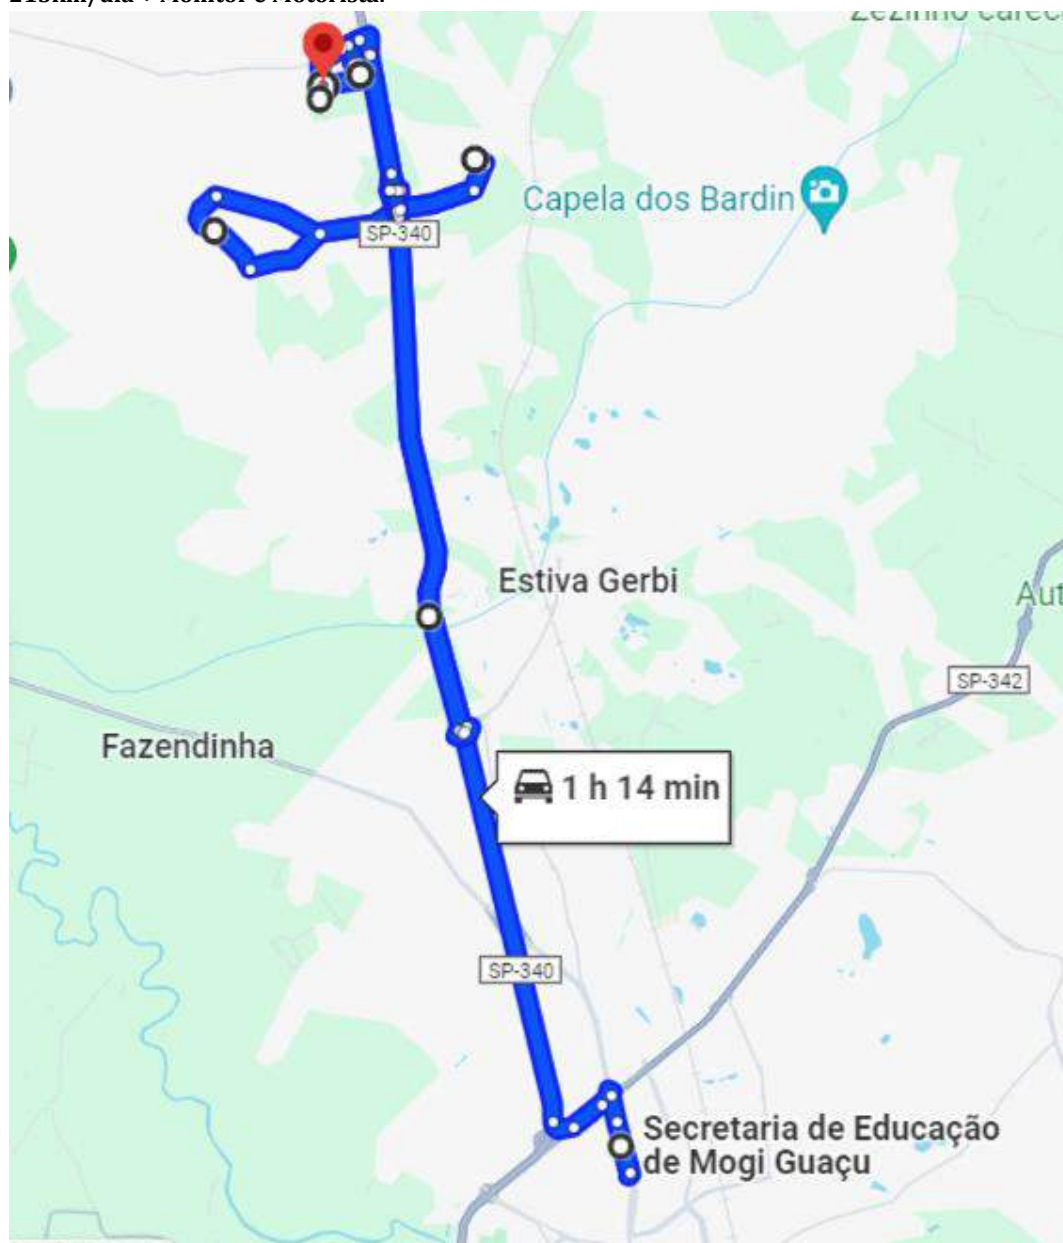 Capela dos Bardin
SP-340
Estiva Gerbi
SP-342
Fazendinha
1 h 14 min
SP-340
Secretaria de Educação
de Mogi Guaçu